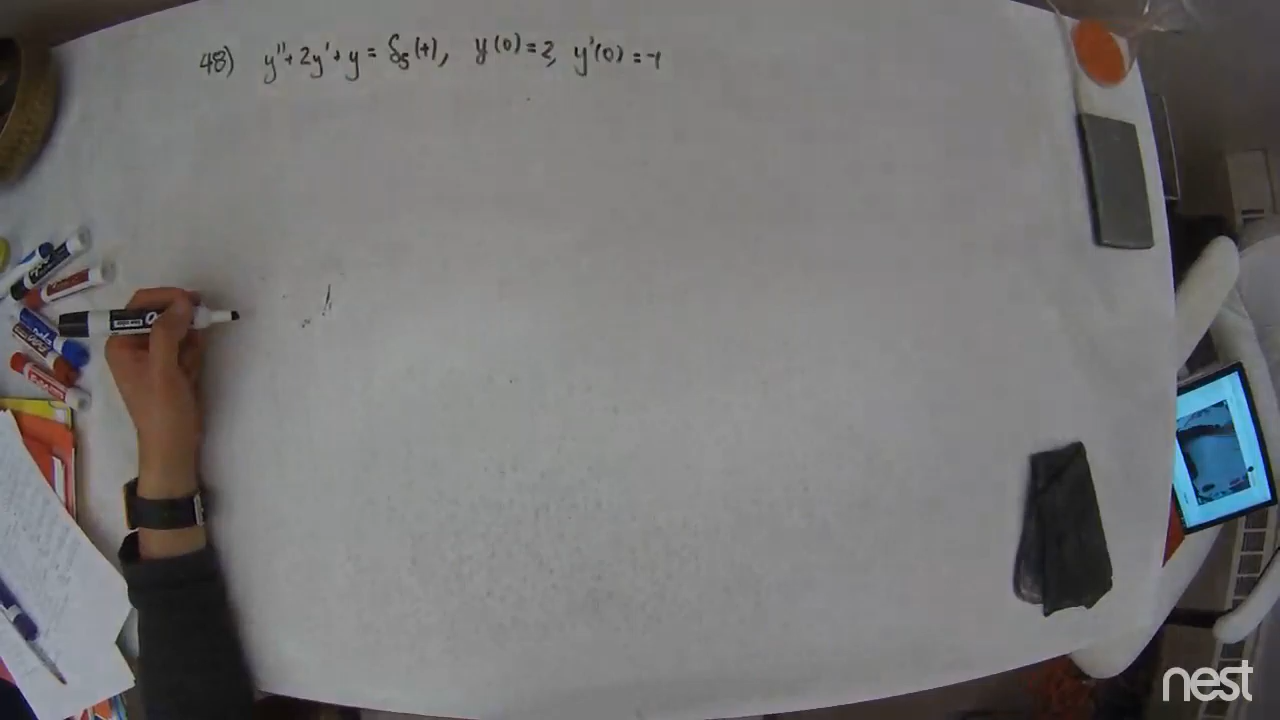 48) y'' + 2y' + y = δ₅(t), y(0) = 2, y'(0) = -1
nest